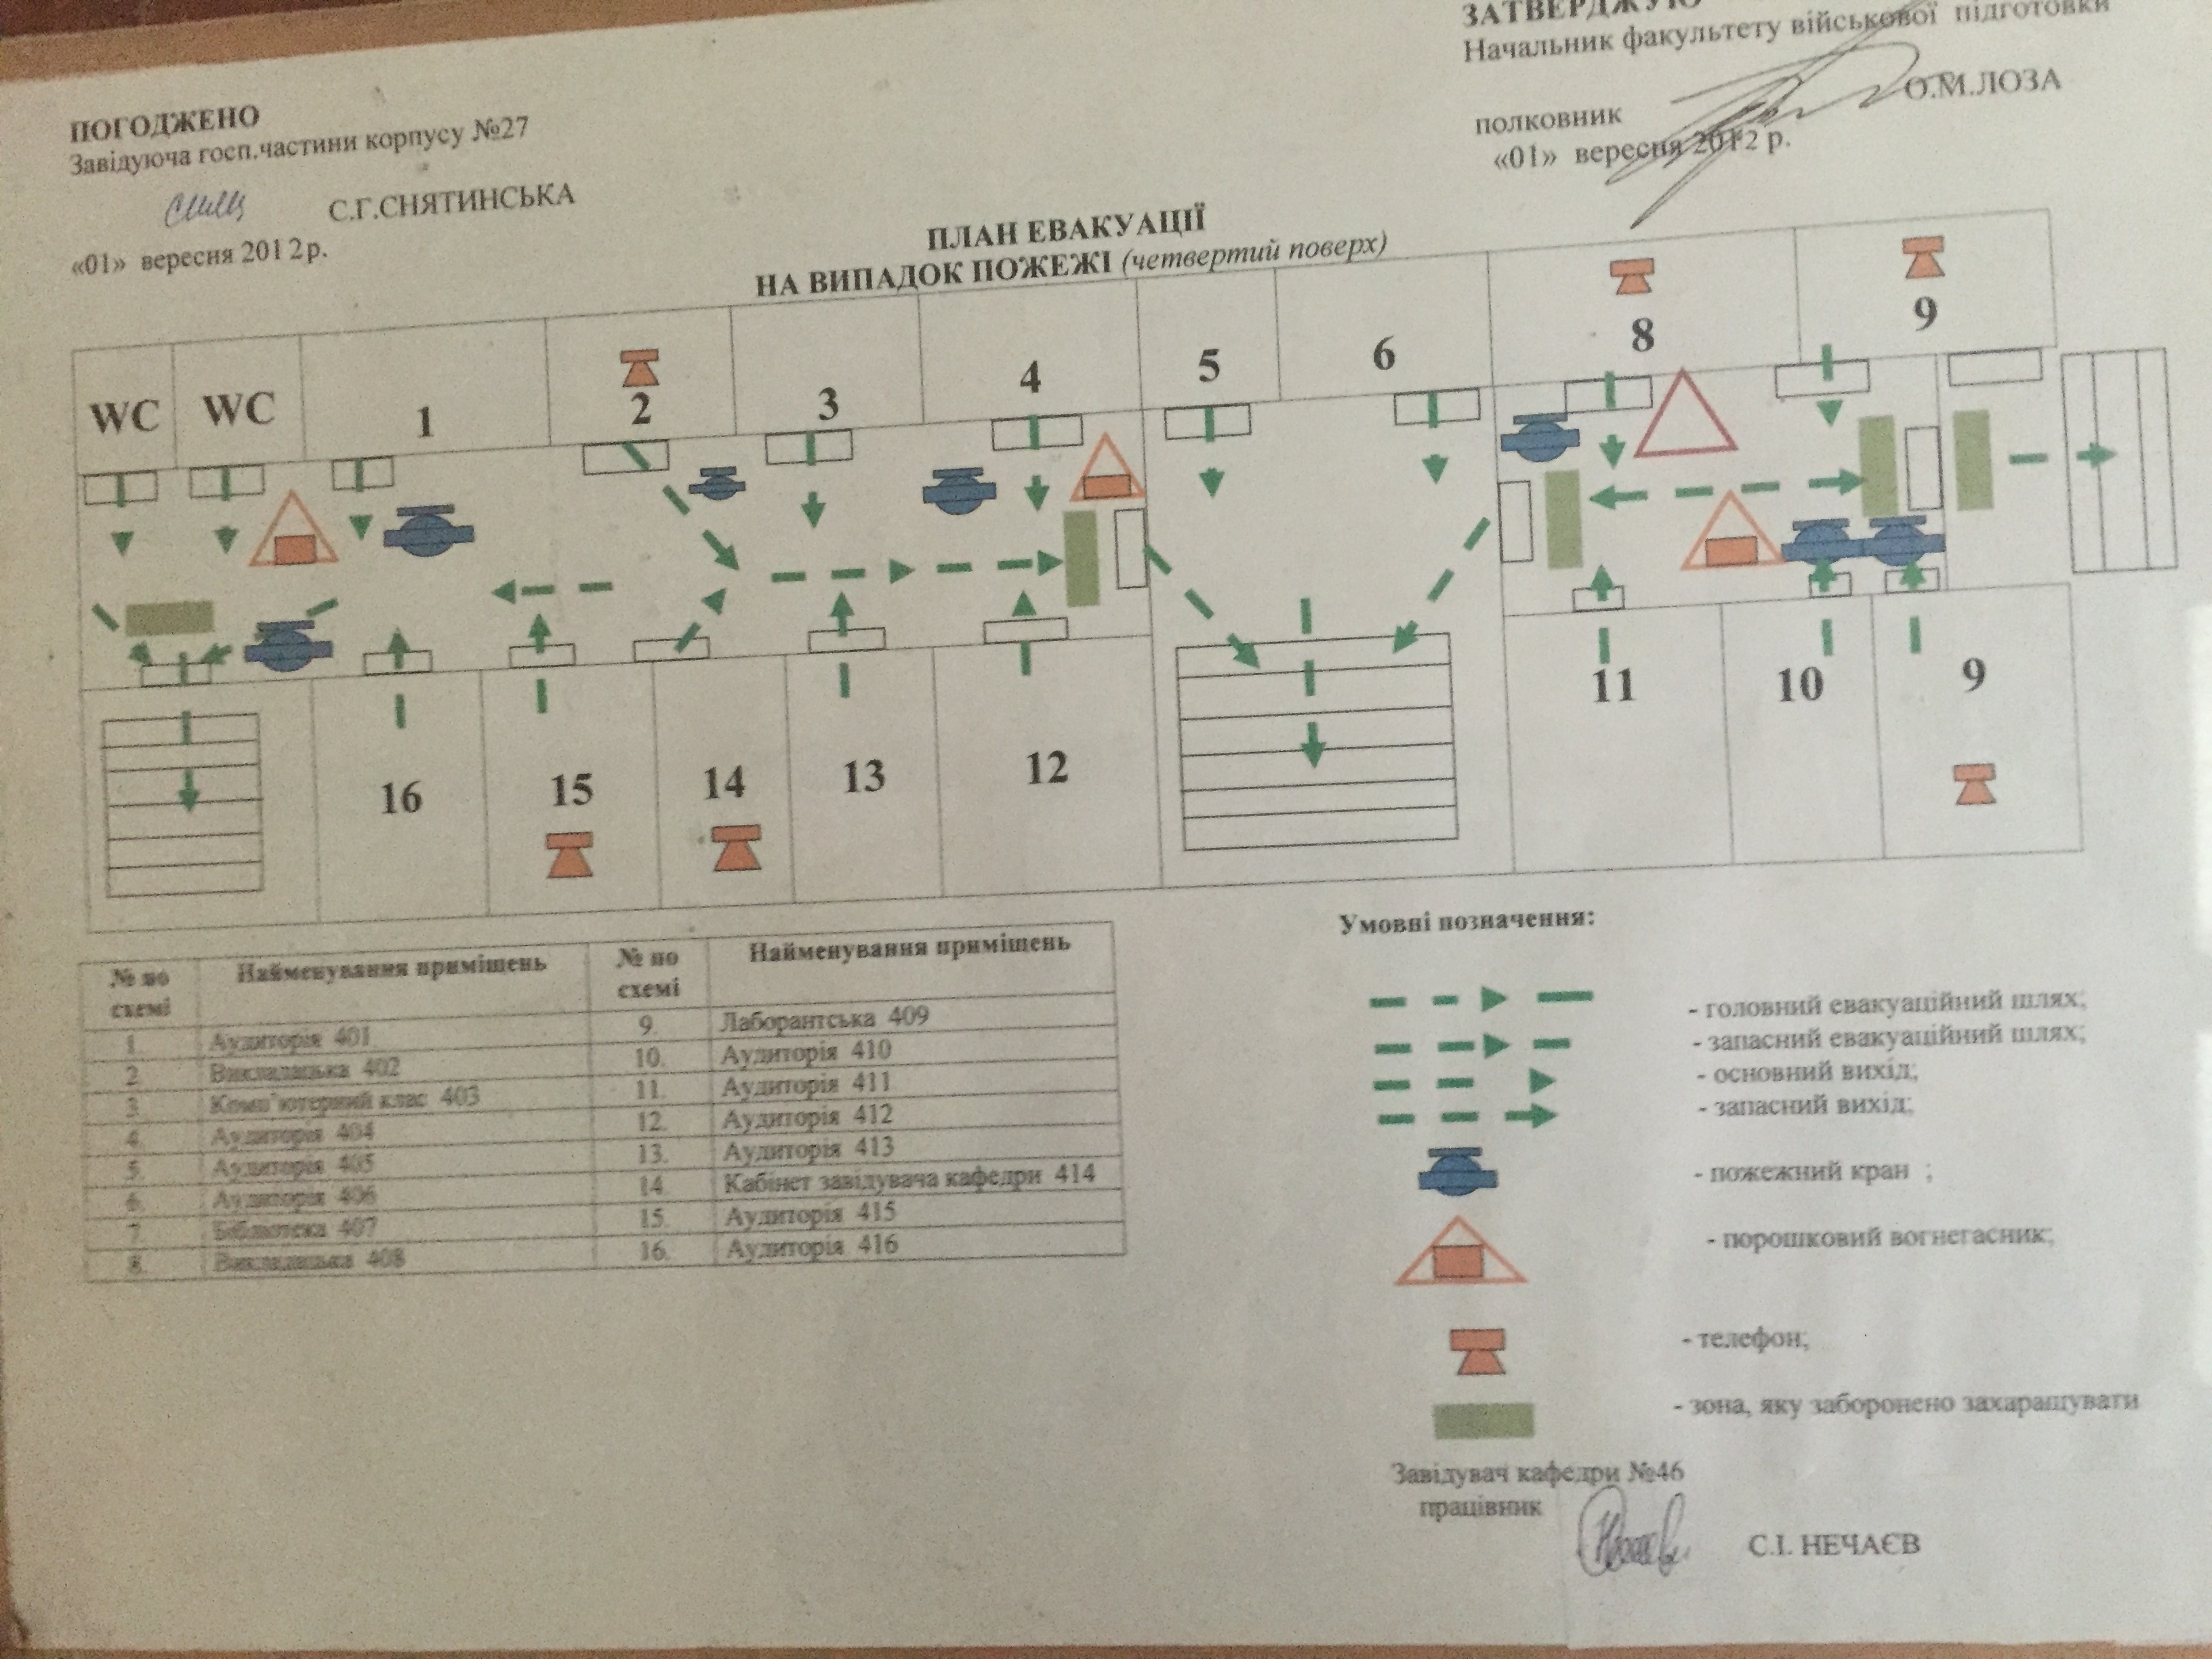 ЗАТВЕРДЖУЮ
Начальник факультету військової підготовки
полковник О.М.ЛОЗА
«01» вересня 2012 р.
ПОГОДЖЕНО
Завідуюча госп.частини корпусу №27
С.Г.СНЯТИНСЬКА
«01» вересня 2012р.
ПЛАН ЕВАКУАЦІЇ
НА ВИПАДОК ПОЖЕЖІ (четвертий поверх)
WC WC 1 2 3 4 5 6 8 9
16 15 14 13 12 11 10 9
№ по схемі Найменування приміщень № по схемі Найменування приміщень
1. Аудиторія 401 9. Лаборантська 409
2. Викладацька 402 10. Аудиторія 410
3. Комп'ютерний клас 403 11. Аудиторія 411
4. Аудиторія 404 12. Аудиторія 412
5. Аудиторія 405 13. Аудиторія 413
6. Аудиторія 406 14. Кабінет завідувача кафедри 414
7. Бібліотека 407 15. Аудиторія 415
8. Викладацька 408 16. Аудиторія 416
Умовні позначення:
- головний евакуаційний шлях;
- запасний евакуаційний шлях;
- основний вихід;
- запасний вихід;
- пожежний кран ;
- порошковий вогнегасник;
- телефон;
- зона, яку заборонено захаращувати
Завідувач кафедри №46
працівник
С.І. НЕЧАЄВ